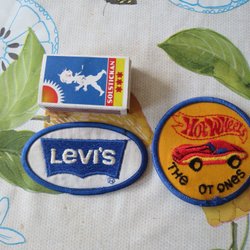 SOLSTICKAN
LEVI'S
®
Hot Wheels
THE OT ONES